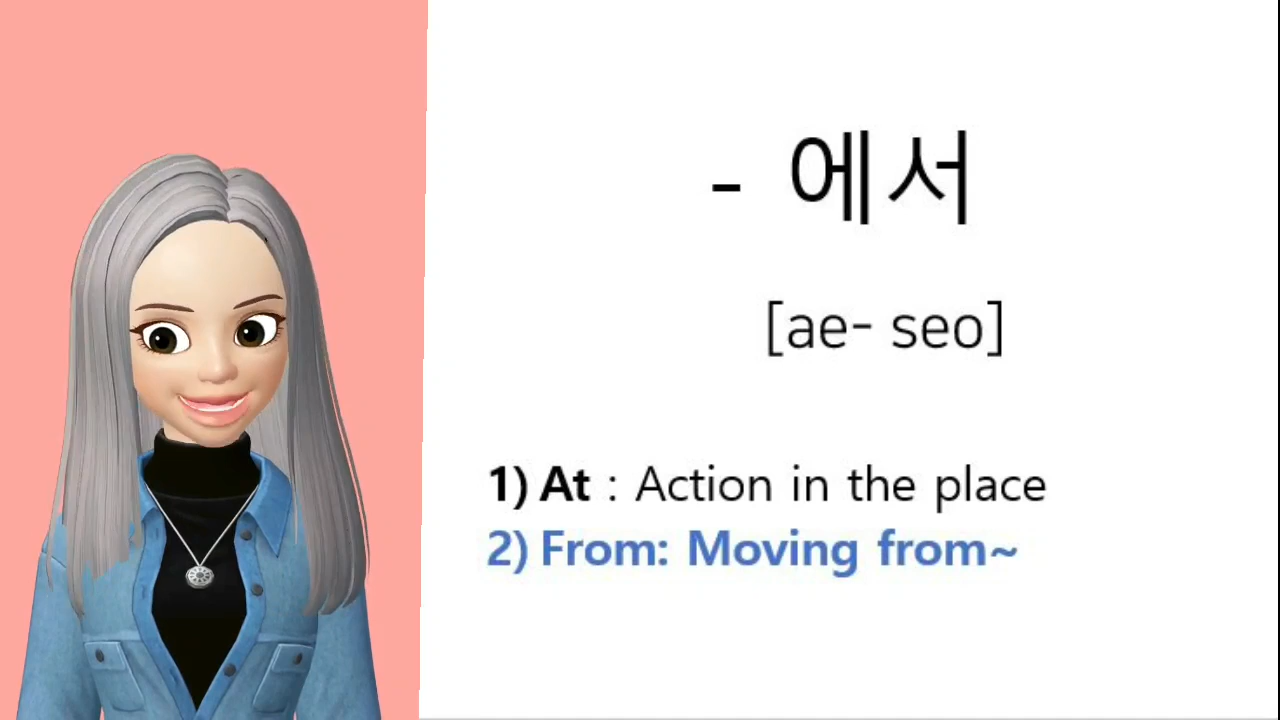 - 에서
[ae- seo]
1) At : Action in the place
2) From: Moving from~